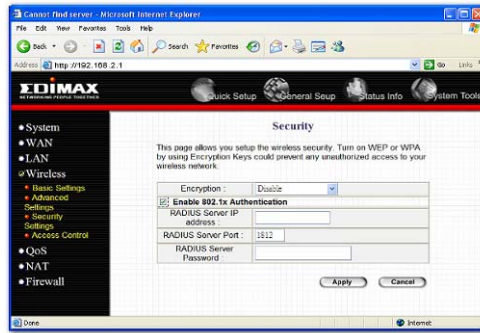 Cannot find server - Microsoft Internet Explorer
File Edit View Favorites Tools Help
Back Search Favorites
Address http://192.168.2.1 Go Links
EDIMAX
NETWORKING PEOPLE TOGETHER
Quick Setup General Seup Status Info System Tools
System
WAN
LAN
Wireless
Basic Settings
Advanced
Settings
Security
Settings
Access Control
QoS
NAT
Firewall
Security
This page allows you setup the wireless security. Turn on WEP or WPA
by using Encryption Keys could prevent any unauthorized access to your
wireless network.
Encryption : Disable
Enable 802.1x Authentication
RADIUS Server IP
address :
RADIUS Server Port : 1812
RADIUS Server
Password :
Apply Cancel
Done Internet